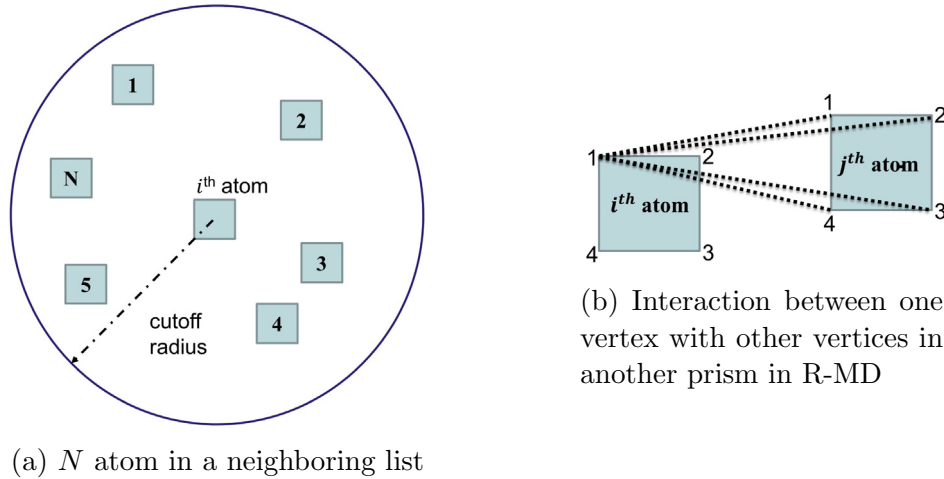 1
2
N
i^th atom
3
5
4
cutoff
radius
(a) N atom in a neighboring list
1
2
1
2
j^th atom
i^th atom
4
3
4
3
(b) Interaction between one
vertex with other vertices in
another prism in R-MD